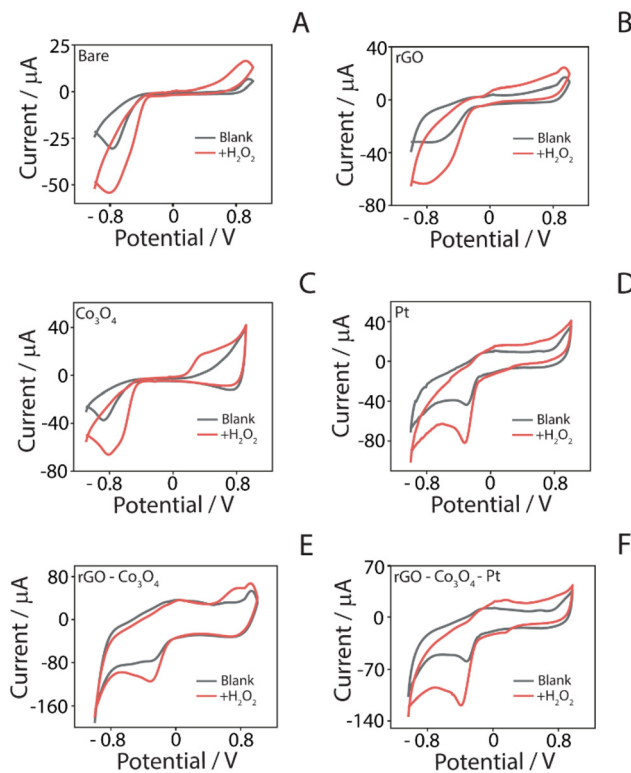 A
Bare
25
0
-25
-50
Current / μA
Blank
+H₂O₂
- 0.8 0 0.8
Potential / V
B
rGO
40
0
-40
-80
Current / μA
Blank
+H₂O₂
- 0.8 0 0.8
Potential / V
C
Co₃O₄
40
0
-40
-80
Current / μA
Blank
+H₂O₂
- 0.8 0 0.8
Potential / V
D
Pt
40
0
-40
-80
Current / μA
Blank
+H₂O₂
- 0.8 0 0.8
Potential / V
E
rGO - Co₃O₄
80
0
-80
-160
Current / μA
Blank
+H₂O₂
- 0.8 0 0.8
Potential / V
F
rGO - Co₃O₄ - Pt
70
0
-70
-140
Current / μA
Blank
+H₂O₂
- 0.8 0 0.8
Potential / V